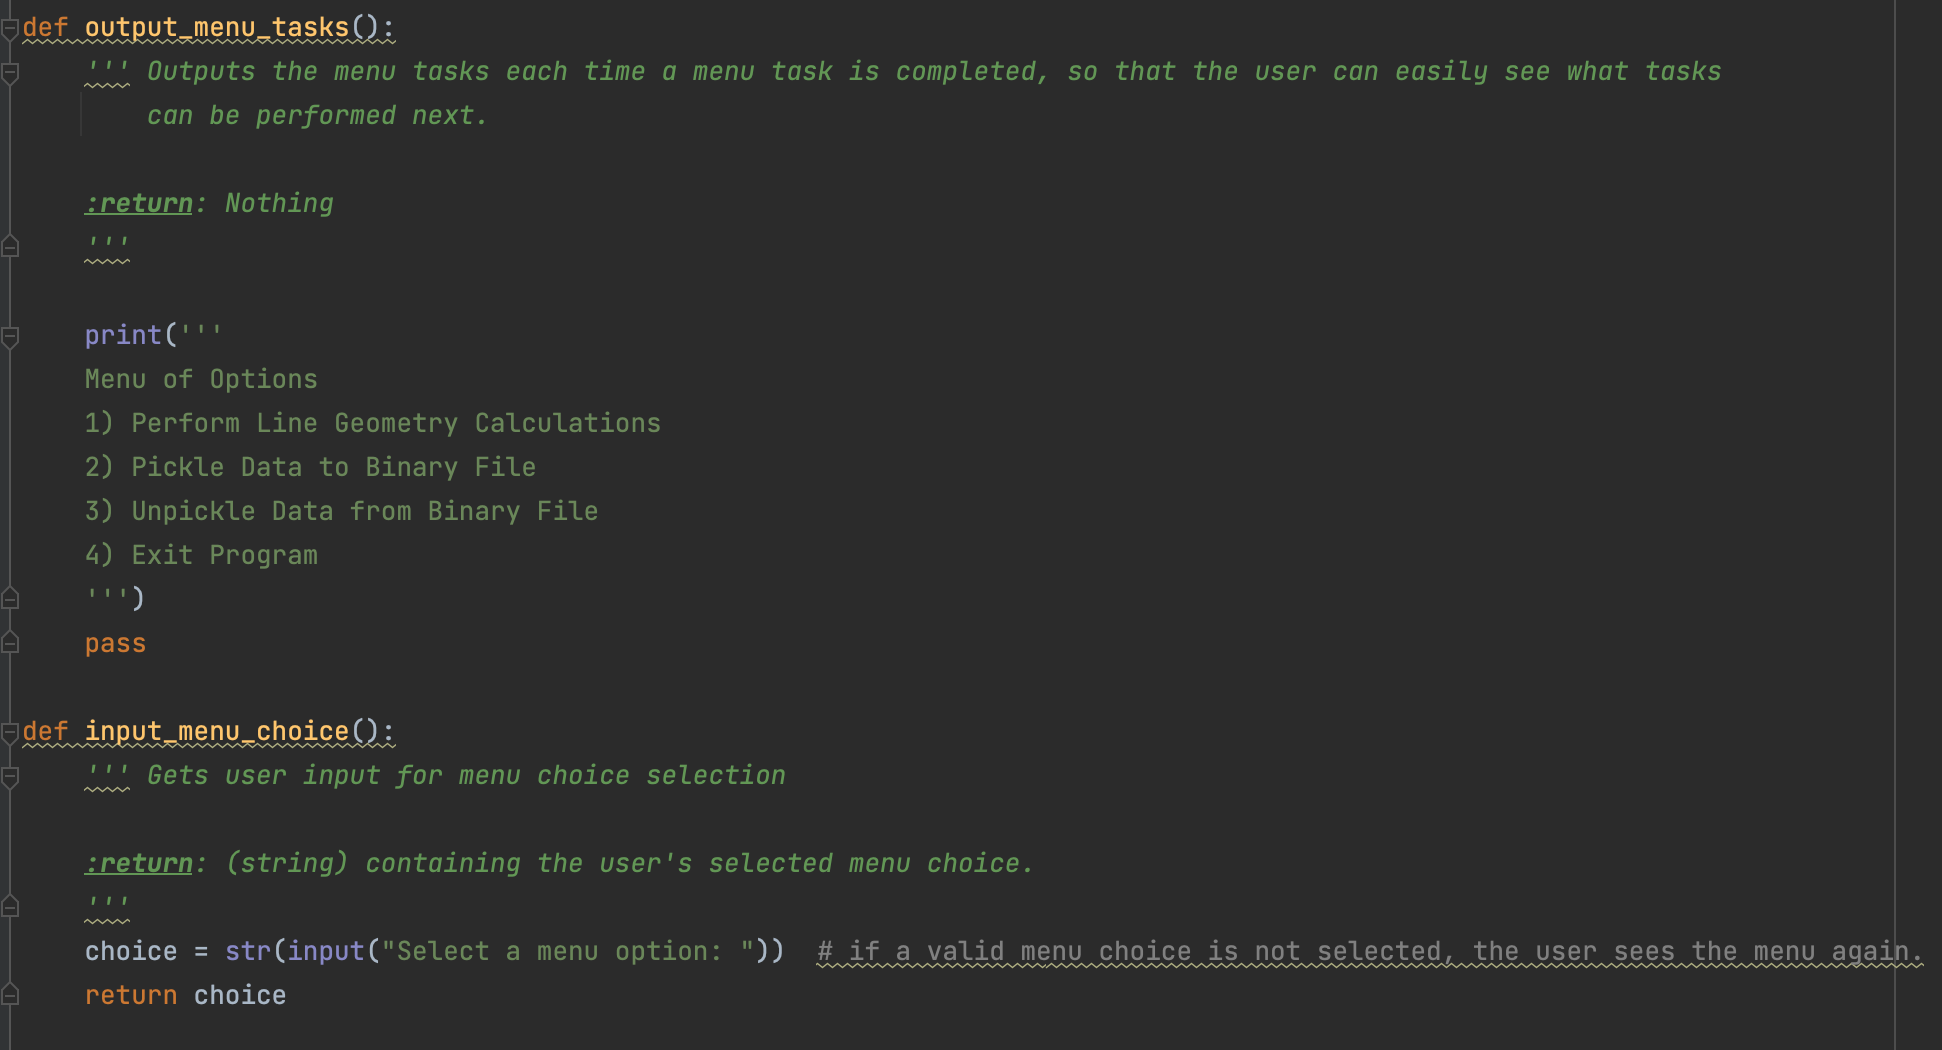 def output_menu_tasks():
    ''' Outputs the menu tasks each time a menu task is completed, so that the user can easily see what tasks
        can be performed next.

    :return: Nothing
    '''

    print('''
    Menu of Options
    1) Perform Line Geometry Calculations
    2) Pickle Data to Binary File
    3) Unpickle Data from Binary File
    4) Exit Program
    ''')
    pass

def input_menu_choice():
    ''' Gets user input for menu choice selection

    :return: (string) containing the user's selected menu choice.
    '''
    choice = str(input("Select a menu option: "))  # if a valid menu choice is not selected, the user sees the menu again.
    return choice